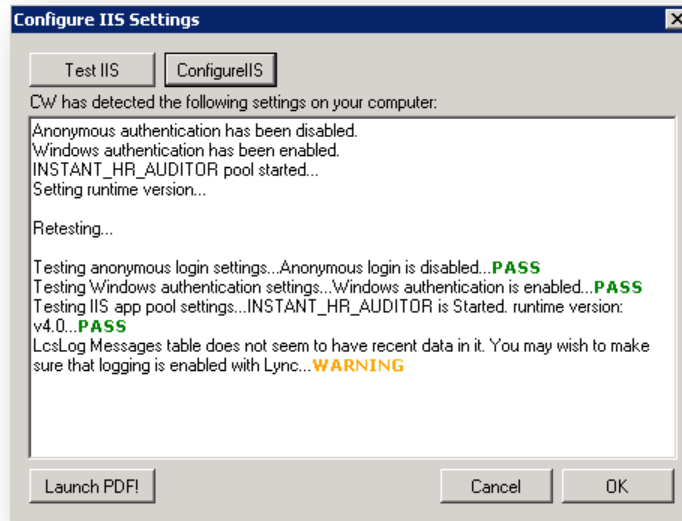 Configure IIS Settings
Test IIS
ConfigureIIS
CW has detected the following settings on your computer:
Anonymous authentication has been disabled.
Windows authentication has been enabled.
INSTANT_HR_AUDITOR pool started...
Setting runtime version...
Retesting...
Testing anonymous login settings...Anonymous login is disabled...PASS
Testing Windows authentication settings...Windows authentication is enabled...PASS
Testing IIS app pool settings...INSTANT_HR_AUDITOR is Started. runtime version:
v4.0...PASS
LcsLog Messages table does not seem to have recent data in it. You may wish to make
sure that logging is enabled with Lync...WARNING
Launch PDF!
Cancel
OK